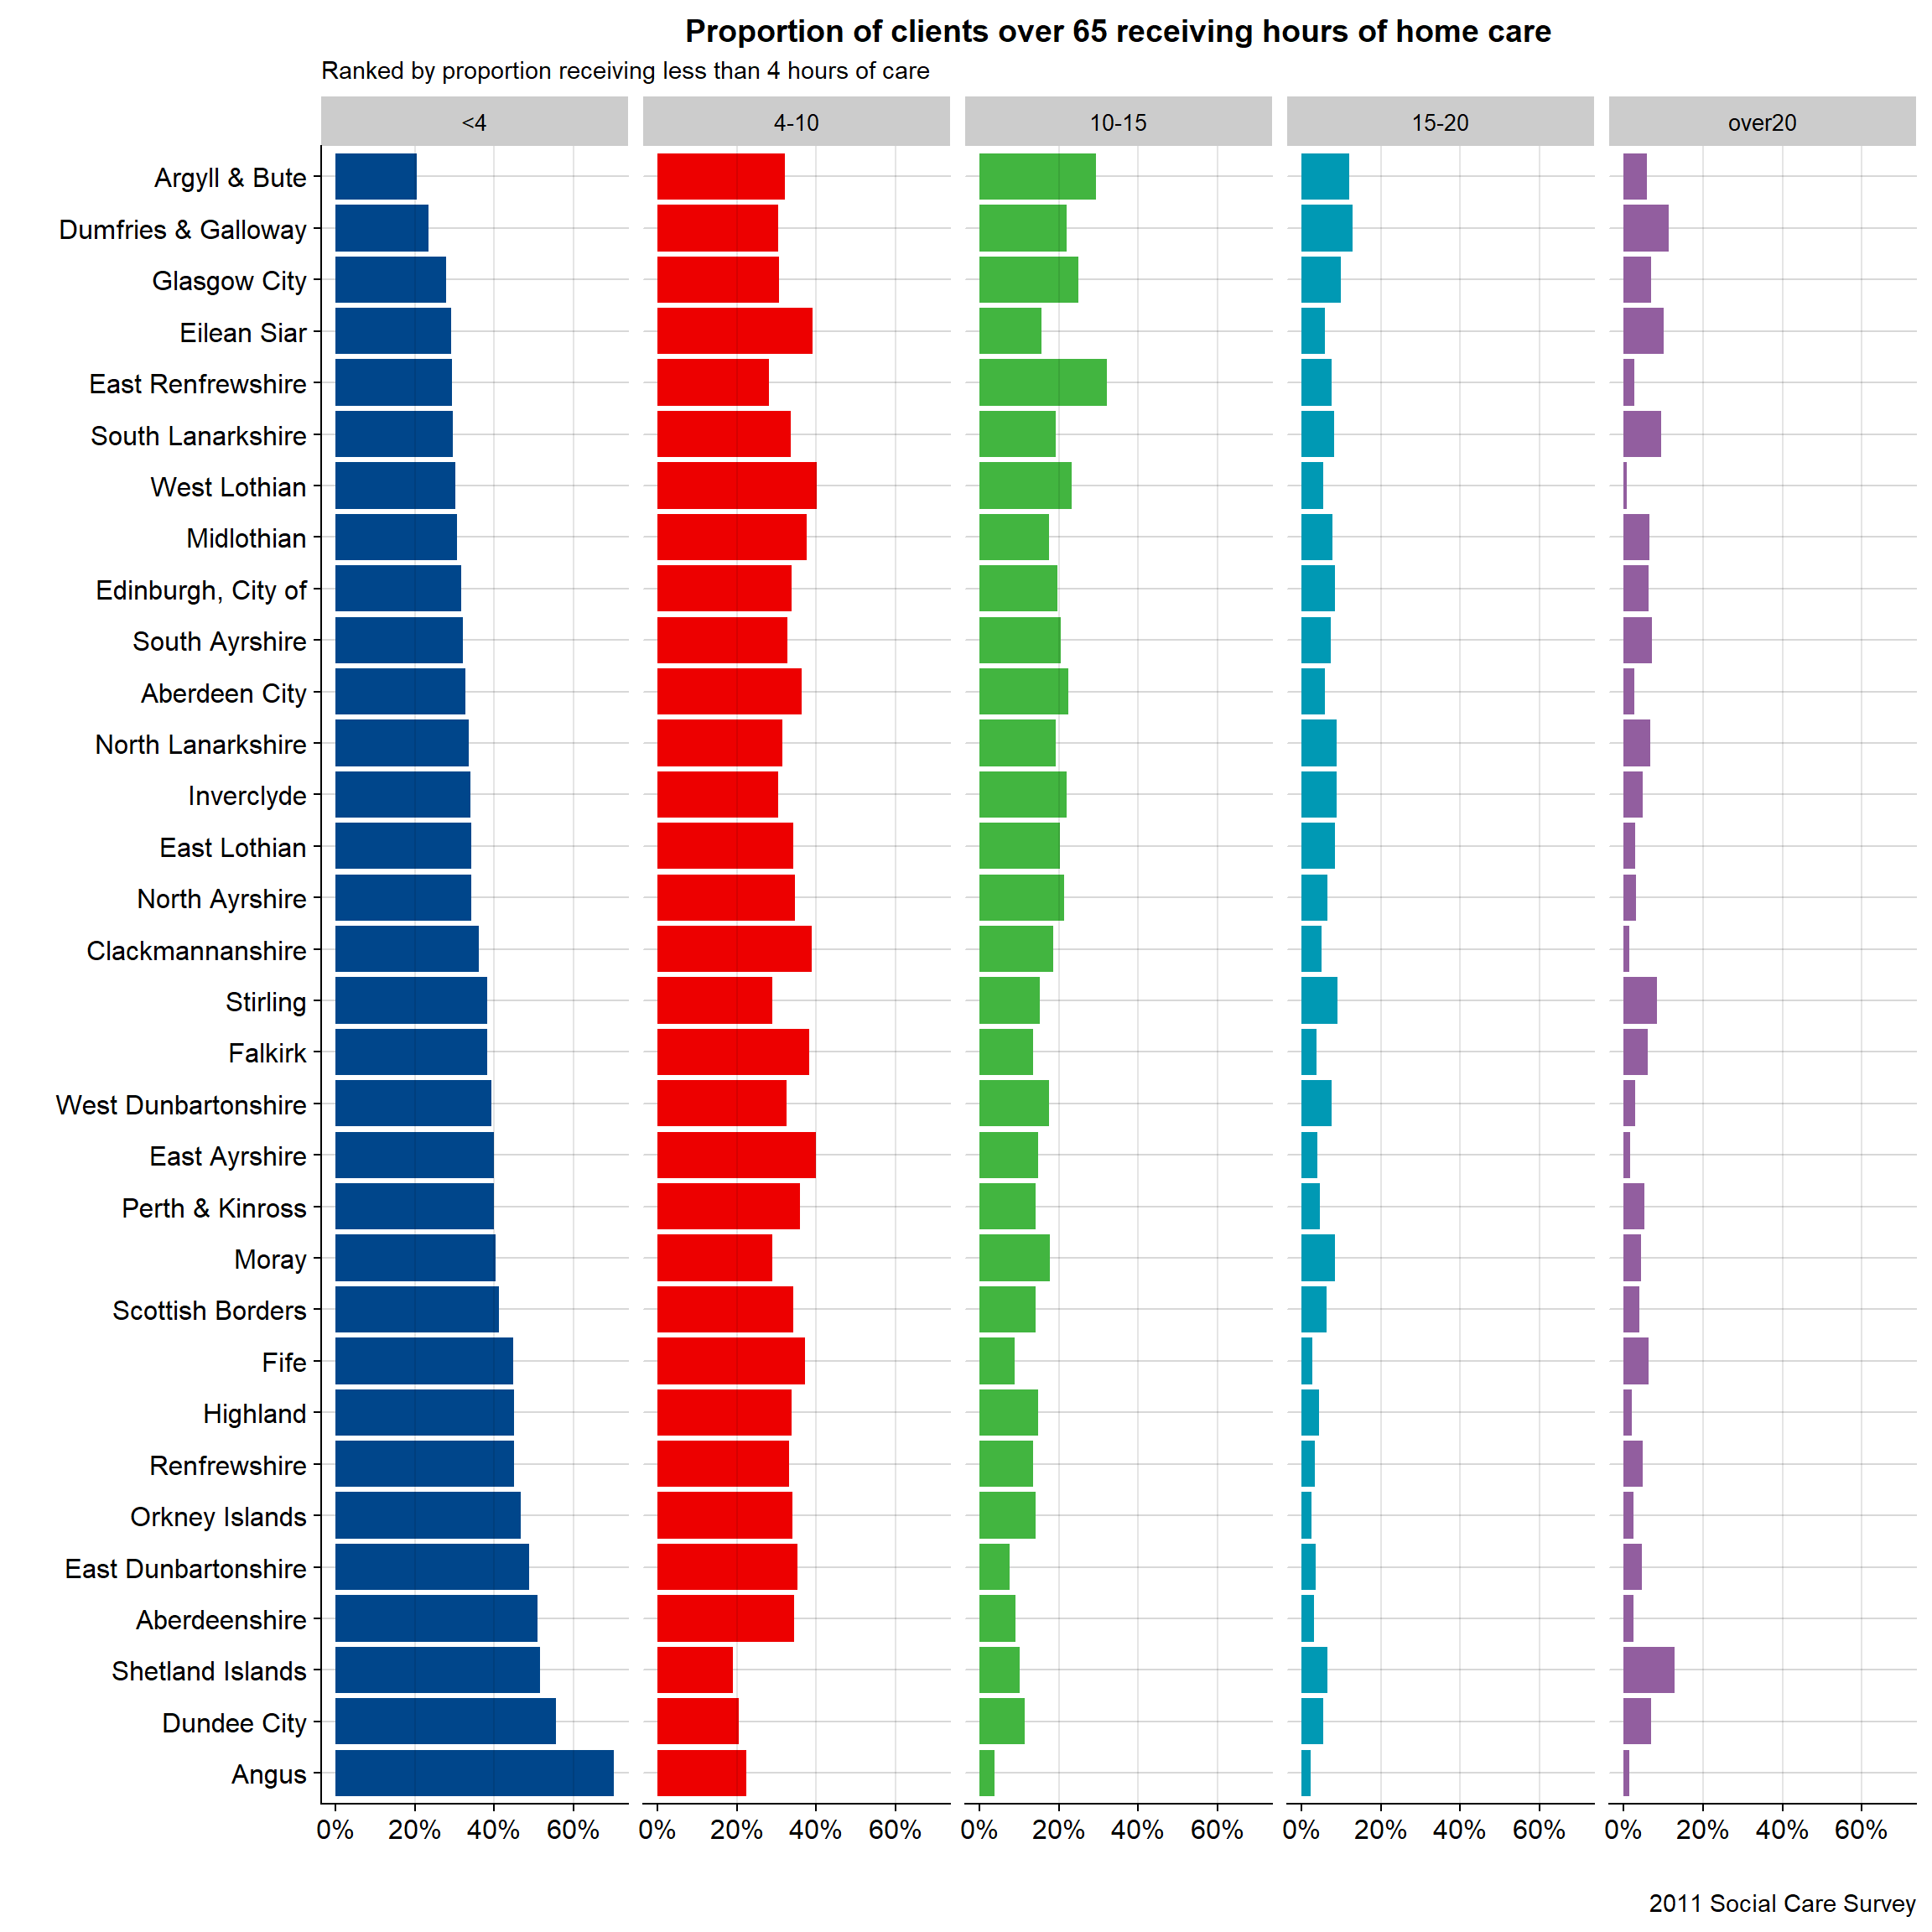 Proportion of clients over 65 receiving hours of home care
Ranked by proportion receiving less than 4 hours of care
<4 4-10 10-15 15-20 over20
Argyll & Bute
Dumfries & Galloway
Glasgow City
Eilean Siar
East Renfrewshire
South Lanarkshire
West Lothian
Midlothian
Edinburgh, City of
South Ayrshire
Aberdeen City
North Lanarkshire
Inverclyde
East Lothian
North Ayrshire
Clackmannanshire
Stirling
Falkirk
West Dunbartonshire
East Ayrshire
Perth & Kinross
Moray
Scottish Borders
Fife
Highland
Renfrewshire
Orkney Islands
East Dunbartonshire
Aberdeenshire
Shetland Islands
Dundee City
Angus
0% 20% 40% 60% 0% 20% 40% 60% 0% 20% 40% 60% 0% 20% 40% 60% 0% 20% 40% 60%
2011 Social Care Survey